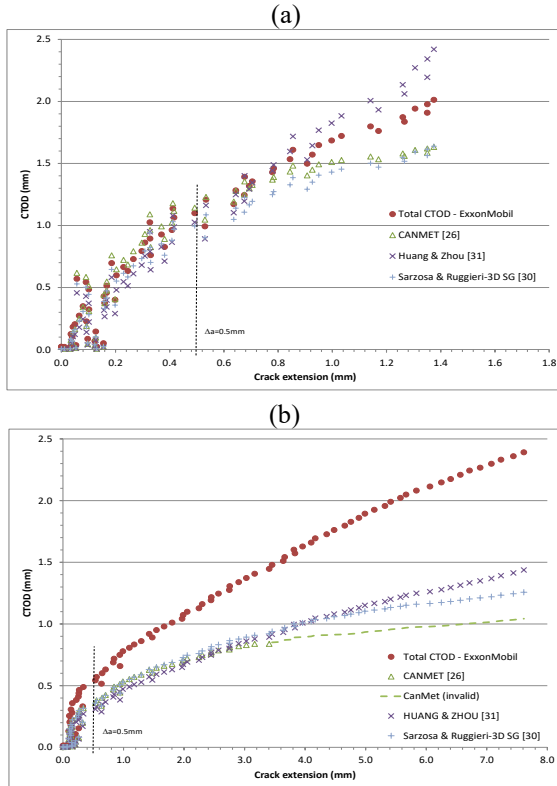 (a)
2.5
2.0
1.5
1.0
0.5
0.0
CTOD (mm)
Total CTOD - ExxonMobil
CANMET [26]
Huang & Zhou [31]
Sarzosa & Ruggieri-3D SG [30]
Δa=0.5mm
0.0 0.2 0.4 0.6 0.8 1.0 1.2 1.4 1.6 1.8
Crack extension (mm)
(b)
2.5
2.0
1.5
1.0
0.5
0.0
CTOD (mm)
Total CTOD - ExxonMobil
CANMET [26]
CanMet (invalid)
HUANG & ZHOU [31]
Sarzosa & Ruggieri-3D SG [30]
Δa=0.5mm
0.0 1.0 2.0 3.0 4.0 5.0 6.0 7.0 8.0
Crack extension (mm)